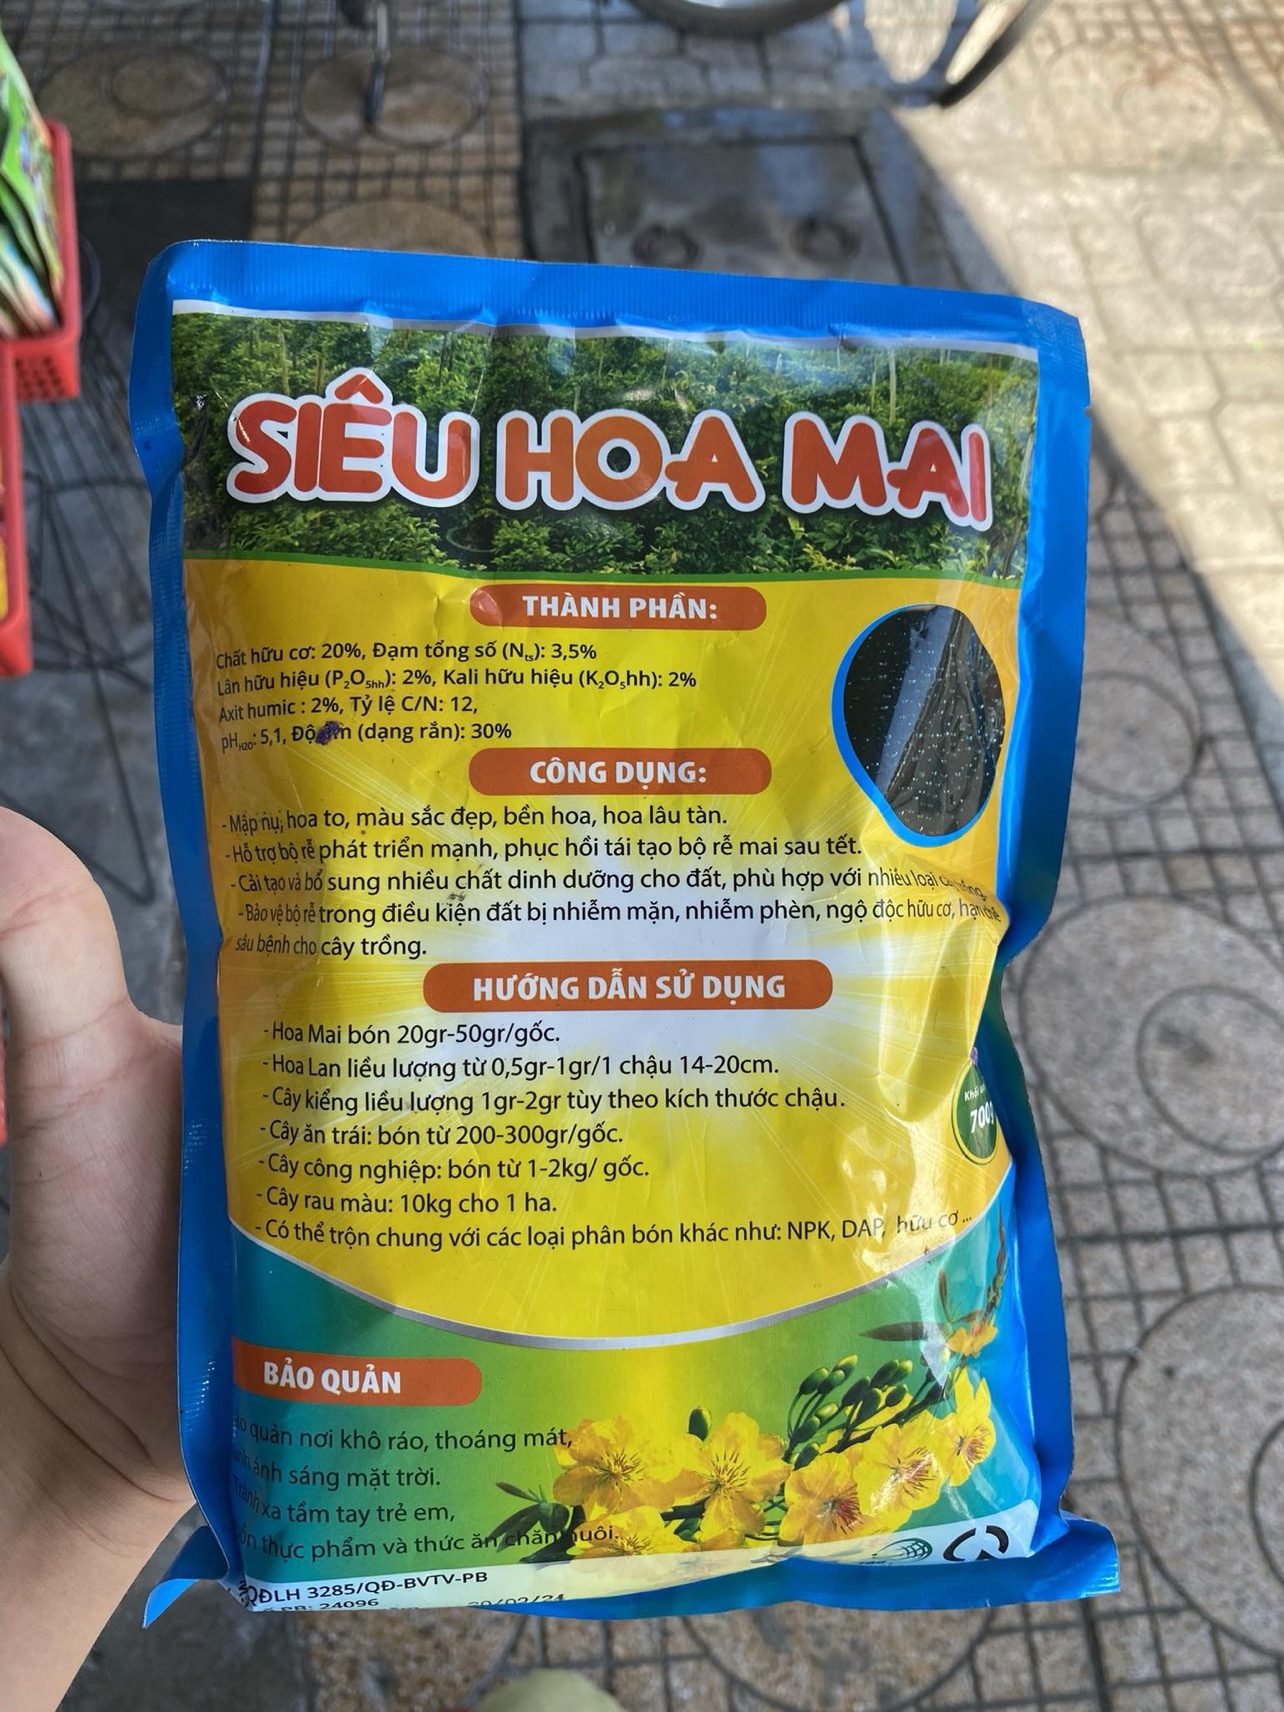 SIÊU HOA MAI
THÀNH PHẦN:
Chất hữu cơ: 20%, Đạm tổng số (Nts): 3,5%
Lân hữu hiệu (P2O5hh): 2%, Kali hữu hiệu (K2O5hh): 2%
Axit humic : 2%, Tỷ lệ C/N: 12,
pHH2O: 5,1, Độ (dạng rắn): 30%
CÔNG DỤNG:
- Mập nụ, hoa to, màu sắc đẹp, bền hoa, hoa lâu tàn.
- Hỗ trợ bộ rễ phát triển mạnh, phục hồi tái tạo bộ rễ mai sau tết.
- Cải tạo và bổ sung nhiều chất dinh dưỡng cho đất, phù hợp với nhiều loại
- Bảo vệ bộ rễ trong điều kiện đất bị nhiễm mặn, nhiễm phèn, ngộ độc hữu cơ, hạn chế
sâu bệnh cho cây trồng.
HƯỚNG DẪN SỬ DỤNG
- Hoa Mai bón 20gr-50gr/gốc.
- Hoa Lan liều lượng từ 0,5gr-1gr/1 chậu 14-20cm.
- Cây kiểng liều lượng 1gr-2gr tùy theo kích thước chậu.
- Cây ăn trái: bón từ 200-300gr/gốc.
- Cây công nghiệp: bón từ 1-2kg/ gốc.
- Cây rau màu: 10kg cho 1 ha.
- Có thể trộn chung với các loại phân bón khác như: NPK, DAP, hữu cơ ...
Khối
700g
BẢO QUẢN
quản nơi khô ráo, thoáng mát,
ánh sáng mặt trời.
Tránh xa tầm tay trẻ em,
thực phẩm và thức ăn chăn nuôi.
QĐLH 3285/QĐ-BVTV-PB
PB: 24096